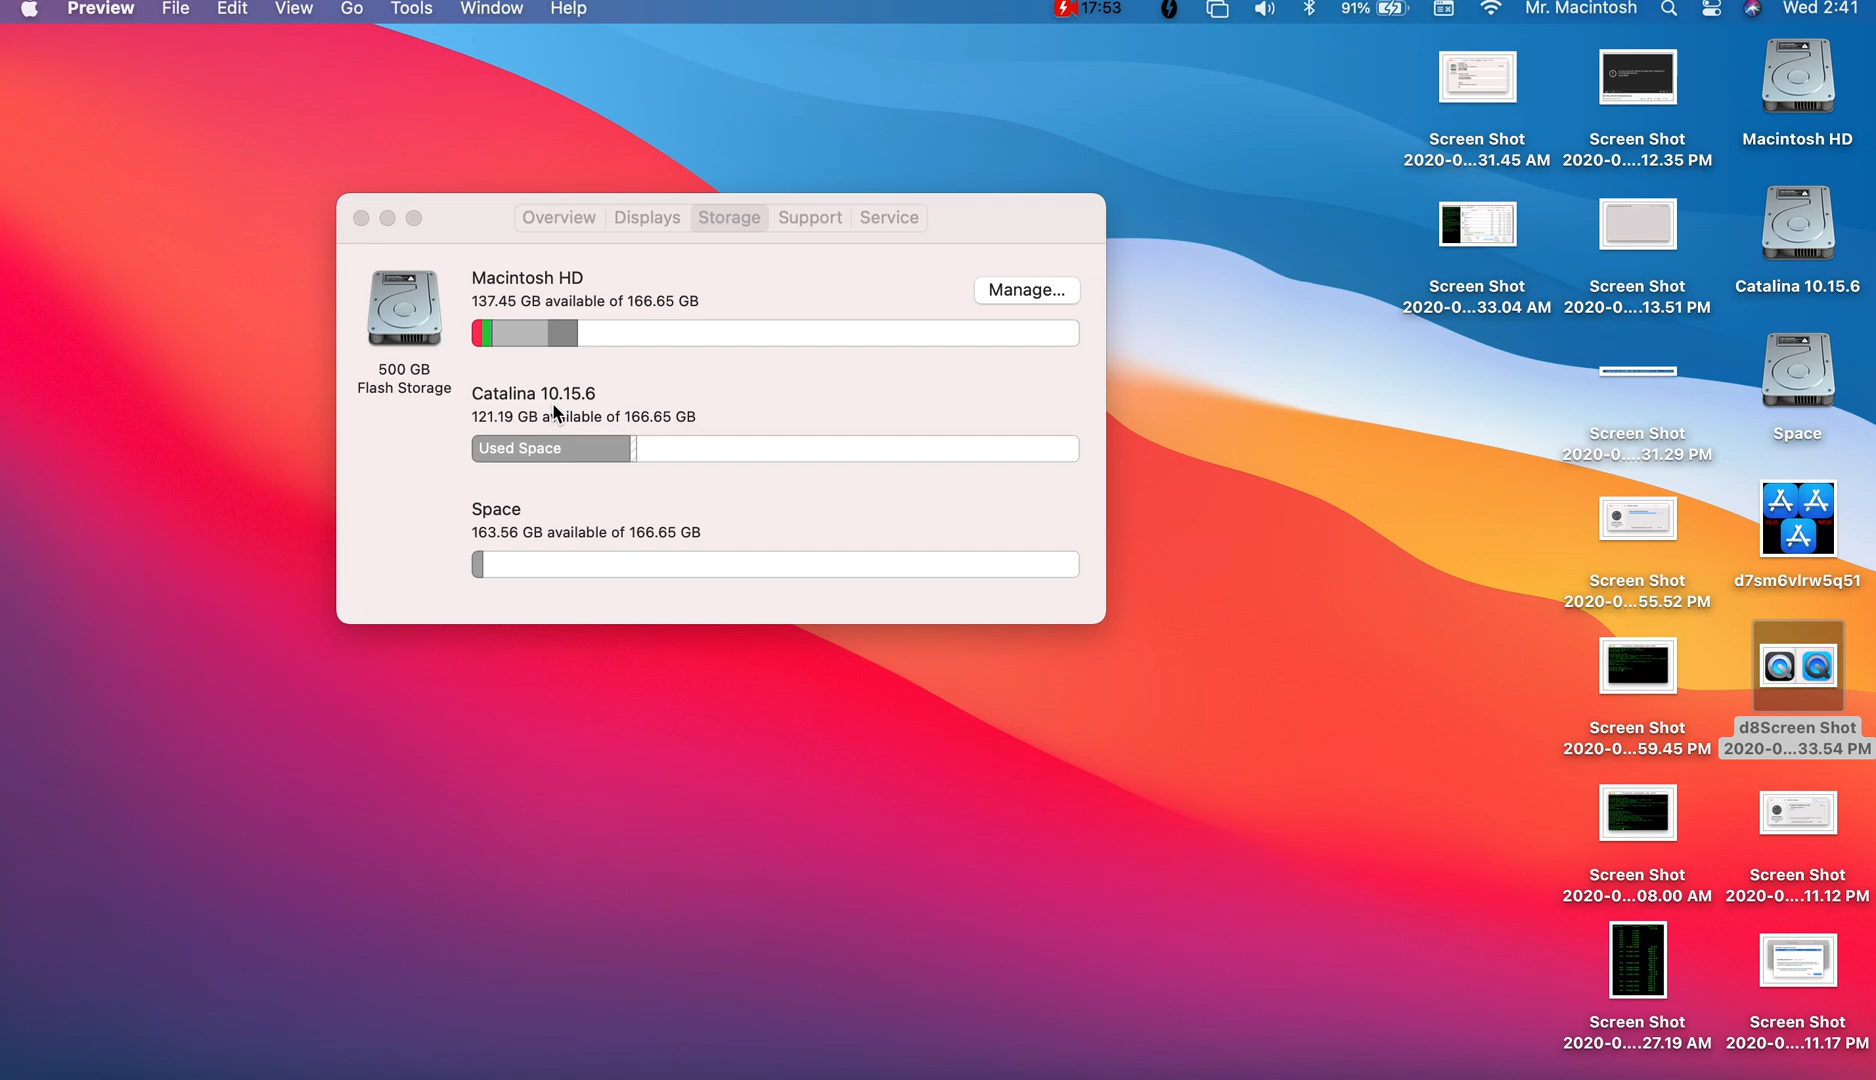 Preview File Edit View Go Tools Window Help 17:53 91% Mr. Macintosh Wed 2:41
Overview Displays Storage Support Service
Macintosh HD
137.45 GB available of 166.65 GB
Manage...
500 GB
Flash Storage
Catalina 10.15.6
121.19 GB available of 166.65 GB
Used Space
Space
163.56 GB available of 166.65 GB
Screen Shot
2020-0...31.45 AM
Screen Shot
2020-0....12.35 PM
Macintosh HD
Screen Shot
2020-0...33.04 AM
Screen Shot
2020-0....13.51 PM
Catalina 10.15.6
Screen Shot
2020-0....31.29 PM
Space
Screen Shot
2020-0...55.52 PM
d7sm6vlrw5q51
Screen Shot
2020-0...59.45 PM
d8Screen Shot
2020-0...33.54 PM
Screen Shot
2020-0...08.00 AM
Screen Shot
2020-0....11.12 PM
Screen Shot
2020-0....27.19 AM
Screen Shot
2020-0....11.17 PM